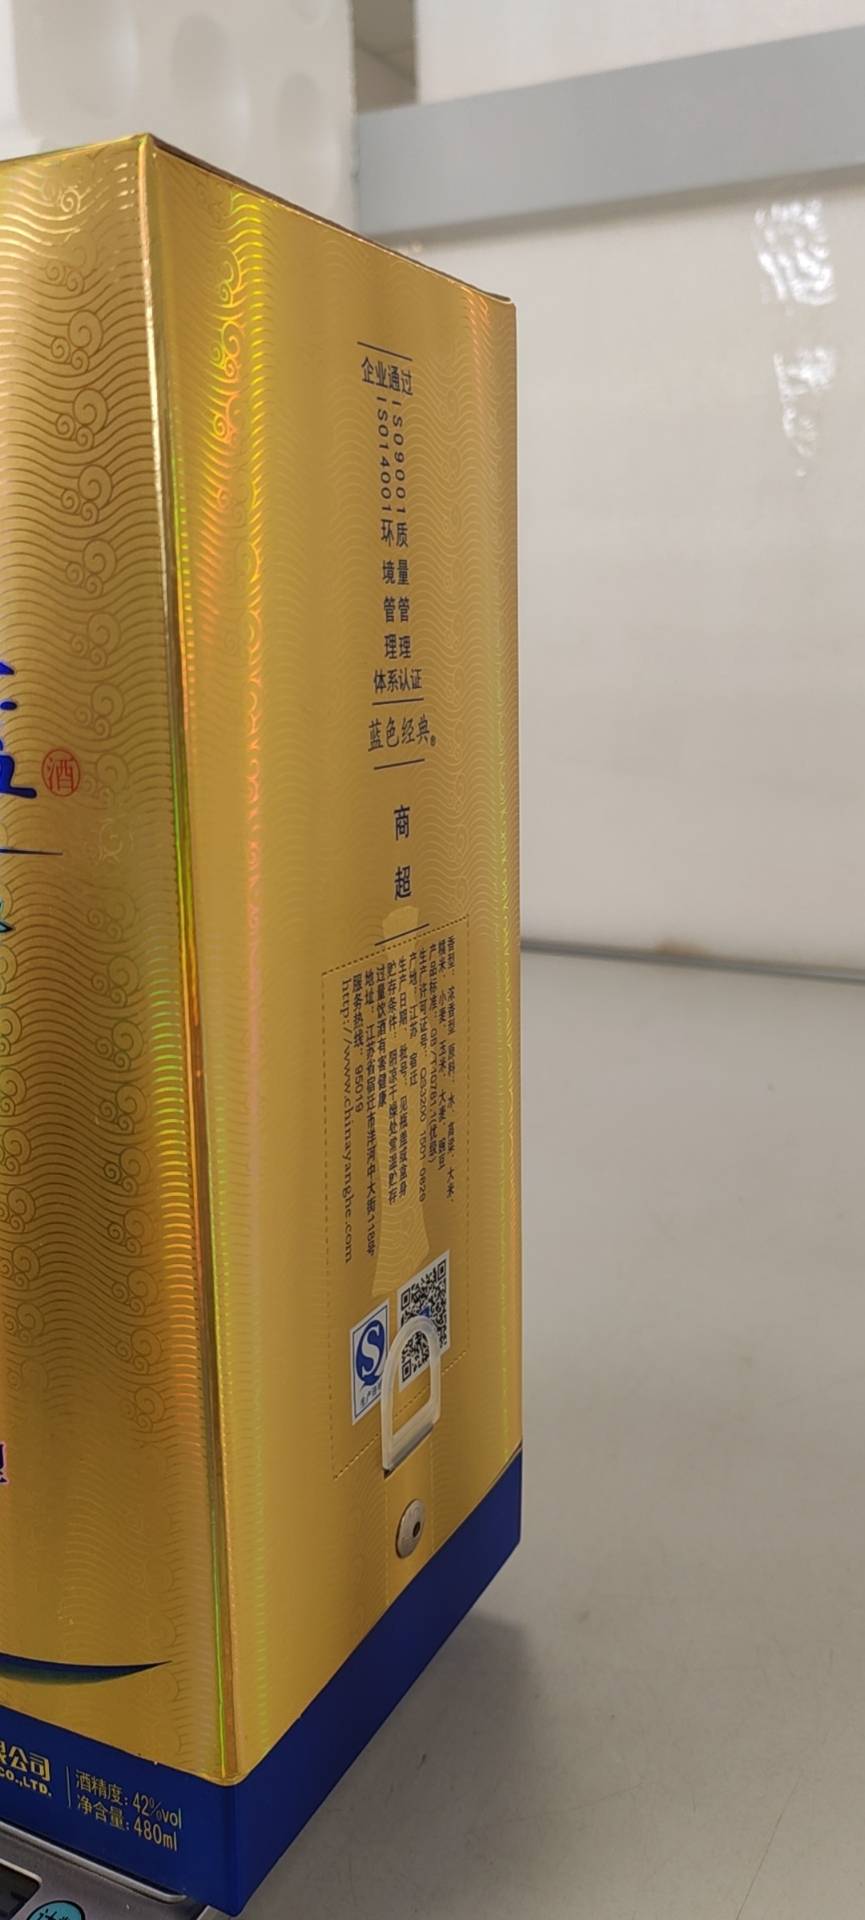 企业通过
ISO9001质量管理
ISO14001环境管理
体系认证
蓝色经典®
商超
香型：浓香型 原料：水、高粱、大米、
糯米、小麦、玉米、大麦、豌豆
产品标准：GB/T10781.1(优级)
生产许可证号：QS3200 1501 0829
产地：江苏 宿迁
生产日期、批号：见瓶盖或盒身
贮存条件：阴凉干燥处常温贮存
过量饮酒有害健康
地址：江苏省宿迁市洋河中大街118号
服务热线：95019
http://www.chinayanghe.com
酒
公司
CO.,LTD.
酒精度：42%vol
净含量：480ml